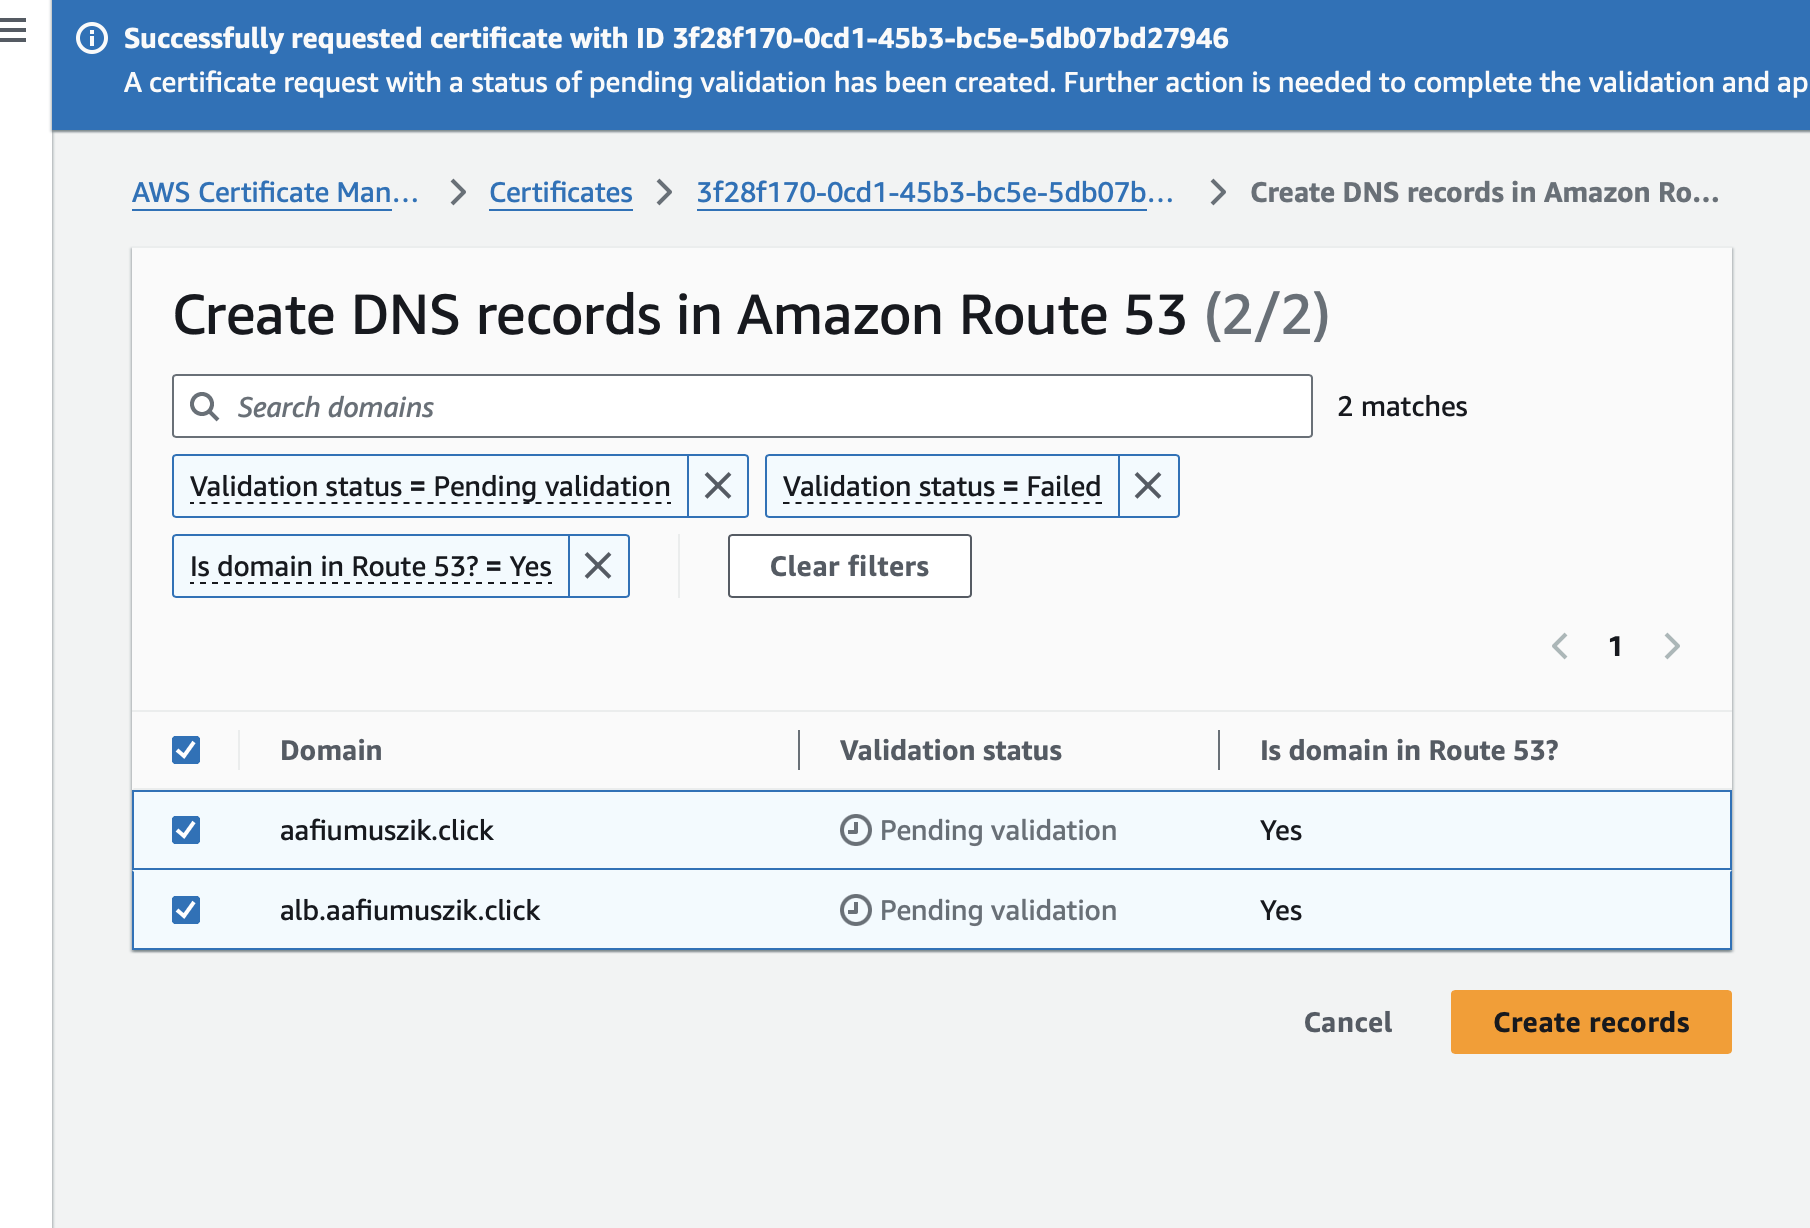 Successfully requested certificate with ID 3f28f170-0cd1-45b3-bc5e-5db07bd27946
A certificate request with a status of pending validation has been created. Further action is needed to complete the validation and ap
AWS Certificate Man... > Certificates > 3f28f170-0cd1-45b3-bc5e-5db07b... > Create DNS records in Amazon Ro...
Create DNS records in Amazon Route 53 (2/2)
Search domains 2 matches
Validation status = Pending validation Validation status = Failed
Is domain in Route 53? = Yes Clear filters
1
Domain Validation status Is domain in Route 53?
aafiumuszik.click Pending validation Yes
alb.aafiumuszik.click Pending validation Yes
Cancel Create records